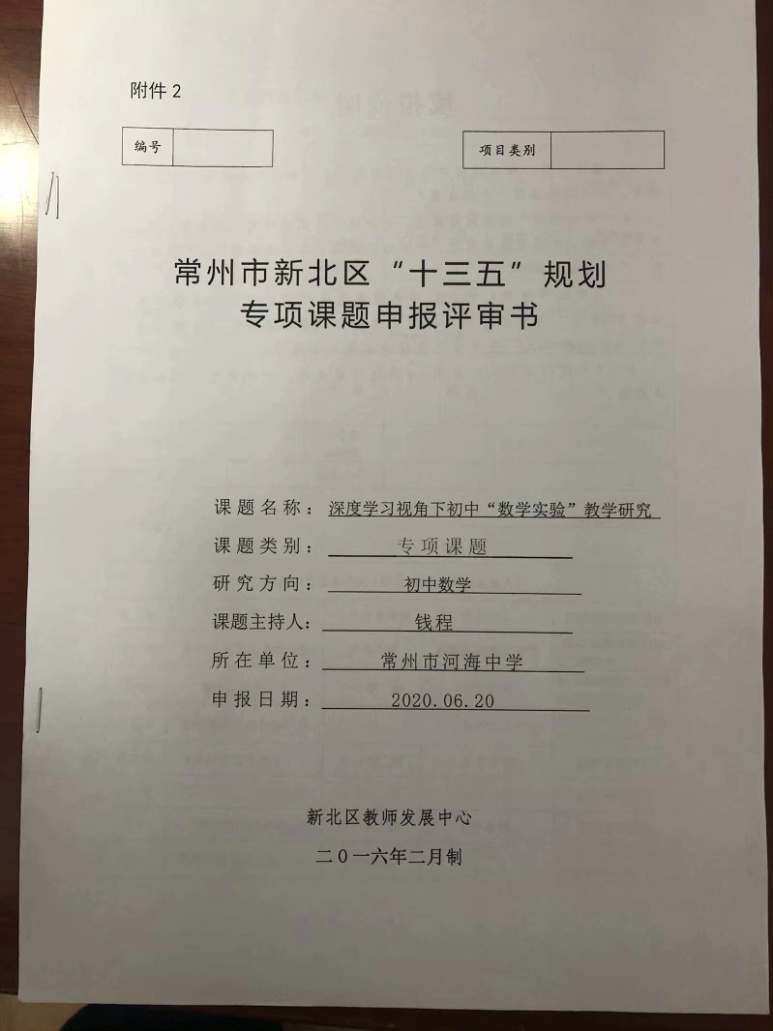 附件 2
编号
项目类别
常州市新北区“十三五”规划
专项课题申报评审书
课题名称：深度学习视角下初中“数学实验”教学研究
课题类别：专项课题
研究方向：初中数学
课题主持人：钱程
所在单位：常州市河海中学
申报日期：2020.06.20
新北区教师发展中心
二0一六年二月制